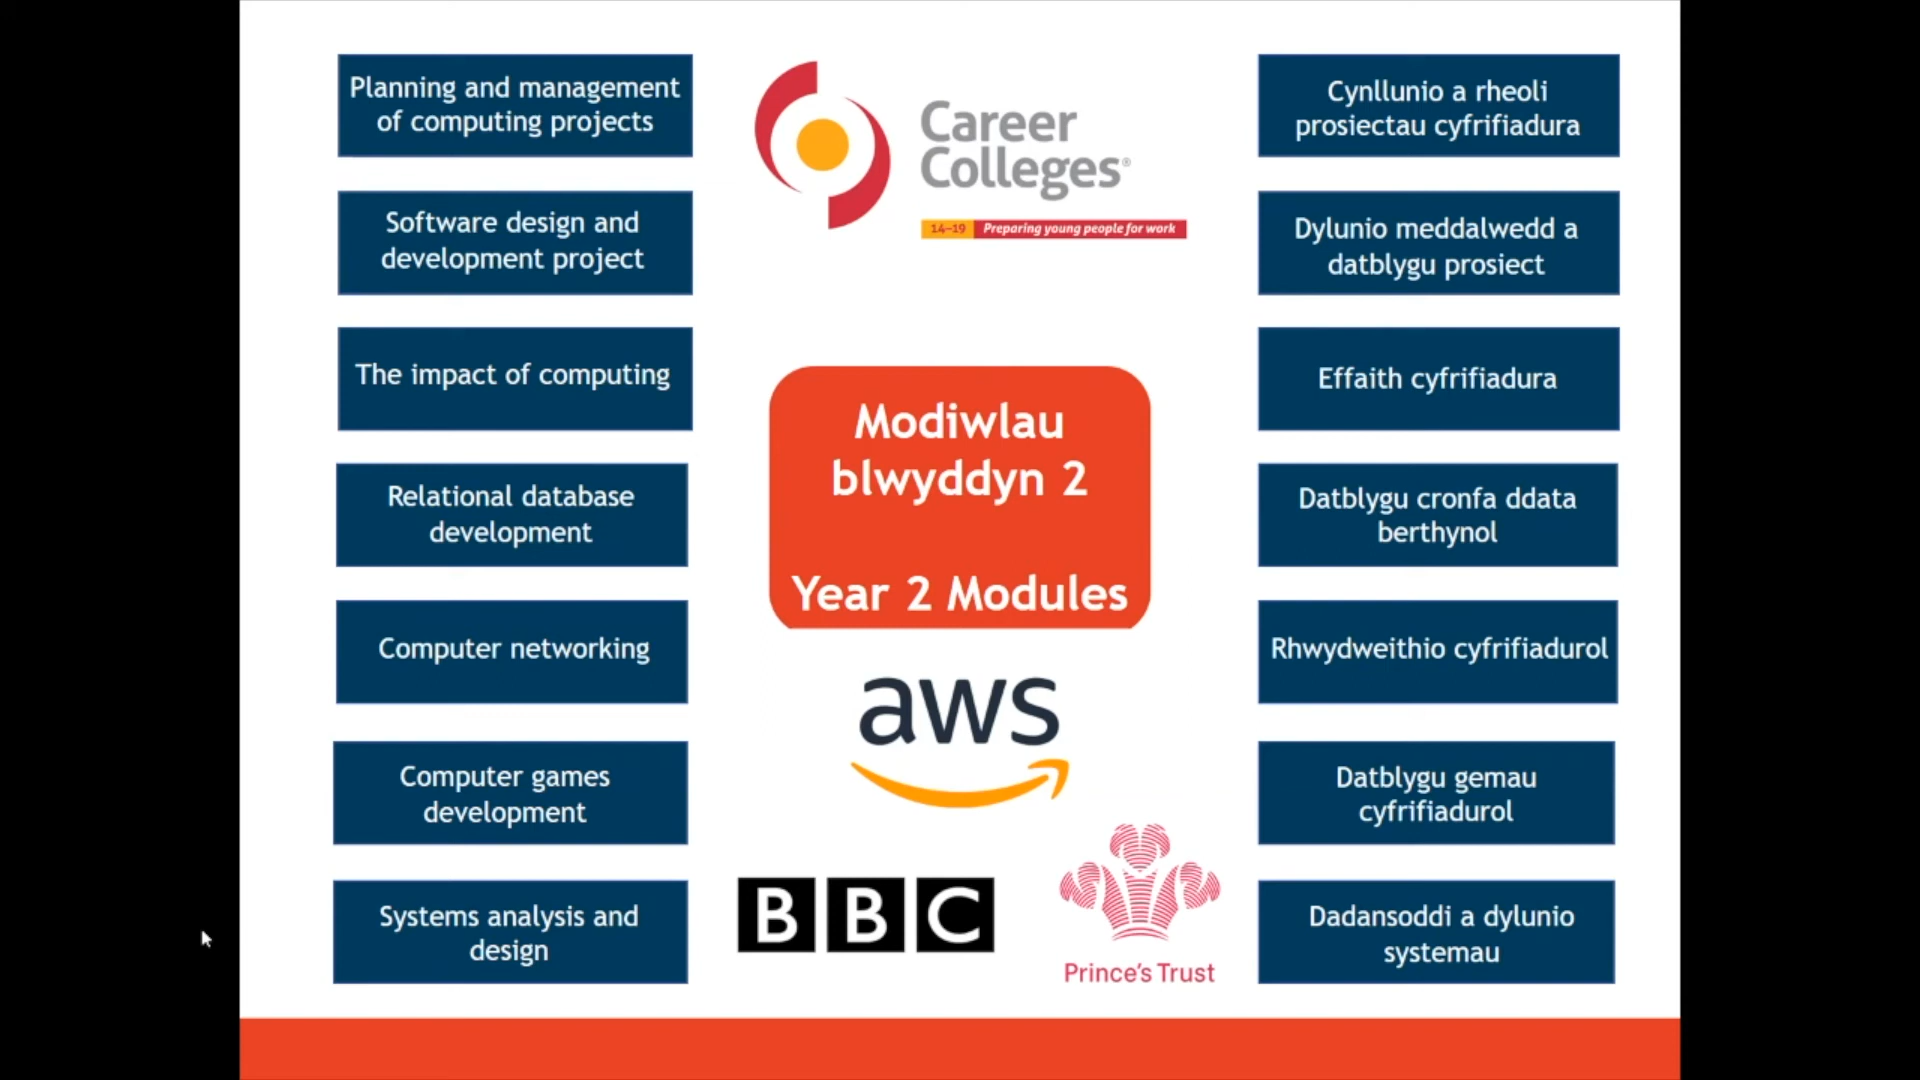 Planning and management
of computing projects
Software design and
development project
The impact of computing
Relational database
development
Computer networking
Computer games
development
Systems analysis and
design
Career
Colleges®
14–19 Preparing young people for work
Modiwlau
blwyddyn 2
Year 2 Modules
aws
BBC
Prince's Trust
Cynllunio a rheoli
prosiectau cyfrifiadura
Dylunio meddalwedd a
datblygu prosiect
Effaith cyfrifiadura
Datblygu cronfa ddata
berthynol
Rhwydweithio cyfrifiadurol
Datblygu gemau
cyfrifiadurol
Dadansoddi a dylunio
systemau